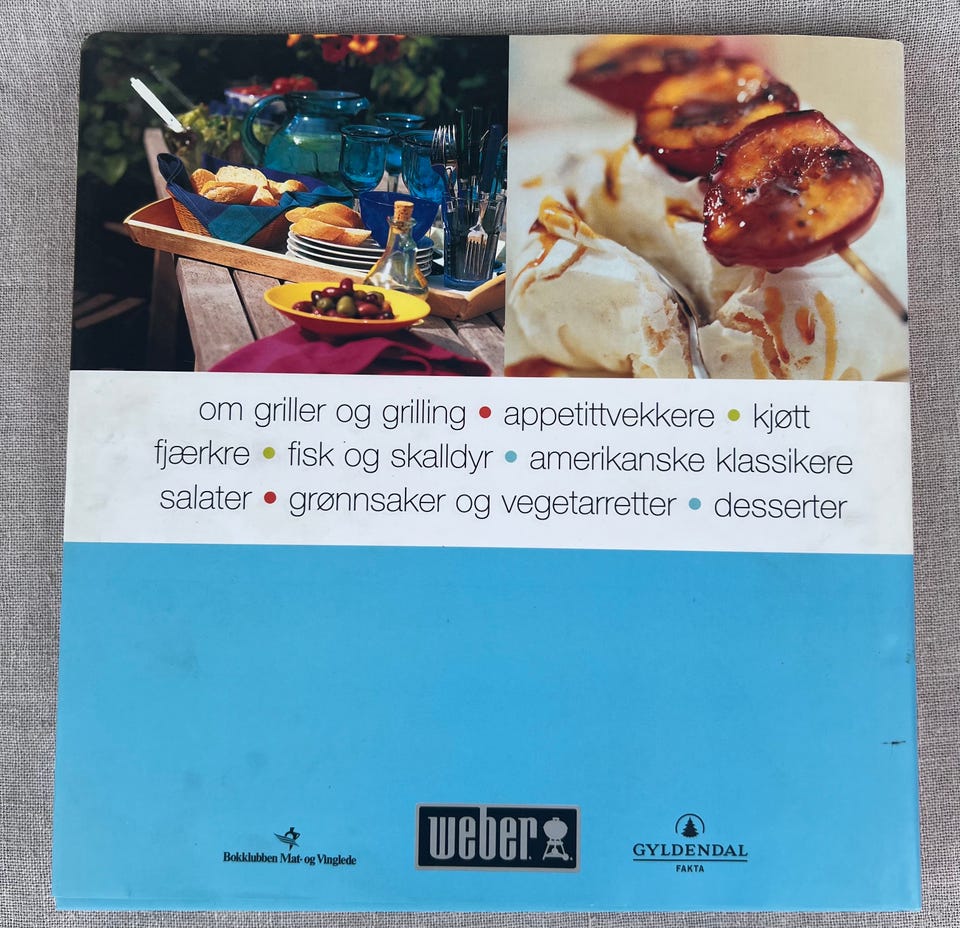 om griller og grilling • appetittvekkere • kjøtt
fjærkre • fisk og skalldyr • amerikanske klassikere
salater • grønnsaker og vegetarretter • desserter
Bokklubben Mat- og Vinglede
weber
GYLDENDAL
FAKTA